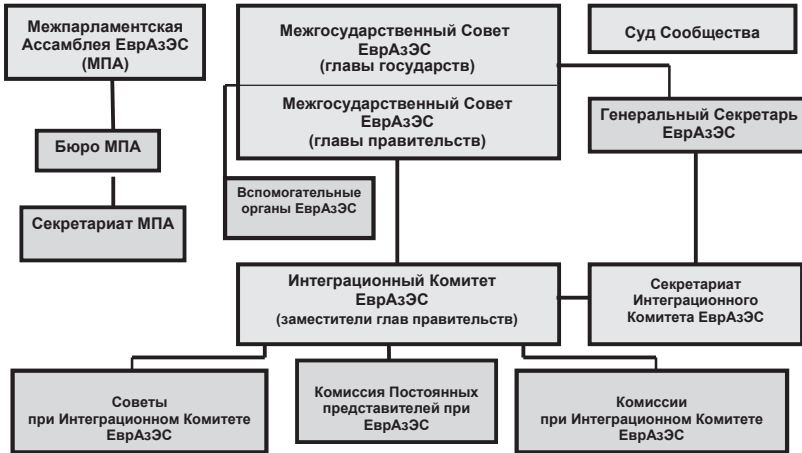 Межпарламентская
Ассамблея ЕврАзЭС
(МПА)
Межгосударственный Совет
ЕврАзЭС
(главы государств)
Суд Сообщества
Межгосударственный Совет
ЕврАзЭС
(главы правительств)
Генеральный Секретарь
ЕврАзЭС
Бюро МПА
Вспомогательные
органы ЕврАзЭС
Секретариат МПА
Интеграционный Комитет
ЕврАзЭС
(заместители глав правительств)
Секретариат
Интеграционного
Комитета ЕврАзЭС
Советы
при Интеграционном Комитете
ЕврАзЭС
Комиссия Постоянных
представителей при
ЕврАзЭС
Комиссии
при Интеграционном Комитете
ЕврАзЭС